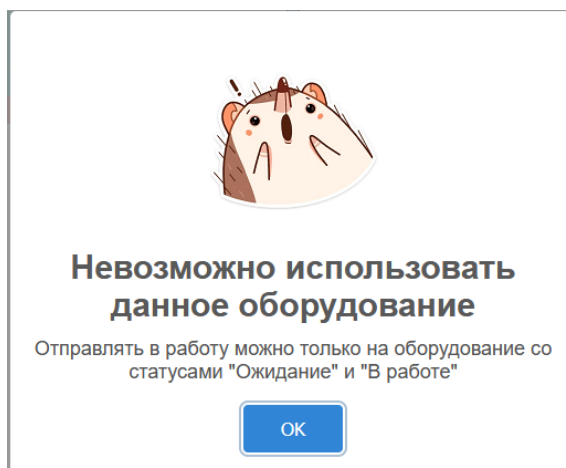 Невозможно использовать
данное оборудование
Отправлять в работу можно только на оборудование со
статусами "Ожидание" и "В работе"
OK